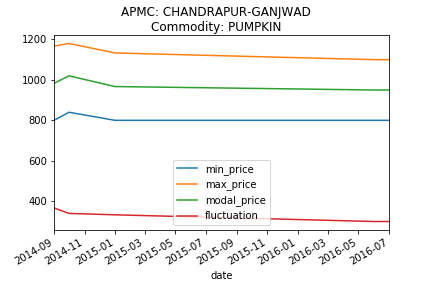 APMC: CHANDRAPUR-GANJWAD
Commodity: PUMPKIN
1200
1000
800
600
400
min_price
max_price
modal_price
fluctuation
2014-09
2014-11
2015-01
2015-03
2015-05
2015-07
2015-09
2015-11
2016-01
2016-03
2016-05
2016-07
date